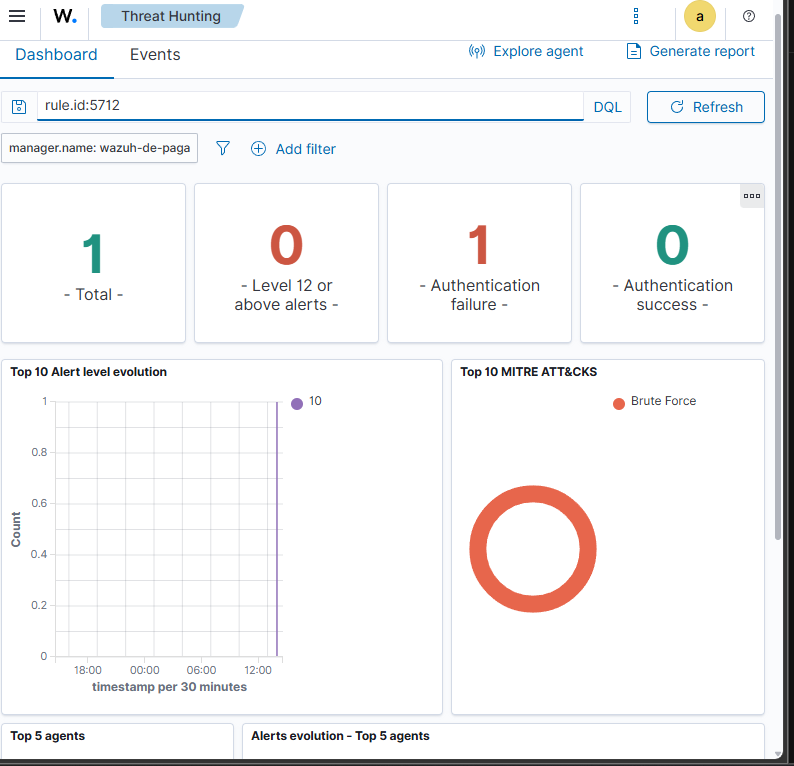 W. Threat Hunting a
Dashboard Events Explore agent Generate report
rule.id:5712 DQL Refresh
manager.name: wazuh-de-paga Add filter
1
- Total -
0
- Level 12 or
above alerts -
1
- Authentication
failure -
0
- Authentication
success -
Top 10 Alert level evolution
1
0.8
0.6
0.4
0.2
0
Count
18:00 00:00 06:00 12:00
timestamp per 30 minutes
10
Top 10 MITRE ATT&CKS
Brute Force
Top 5 agents
Alerts evolution - Top 5 agents